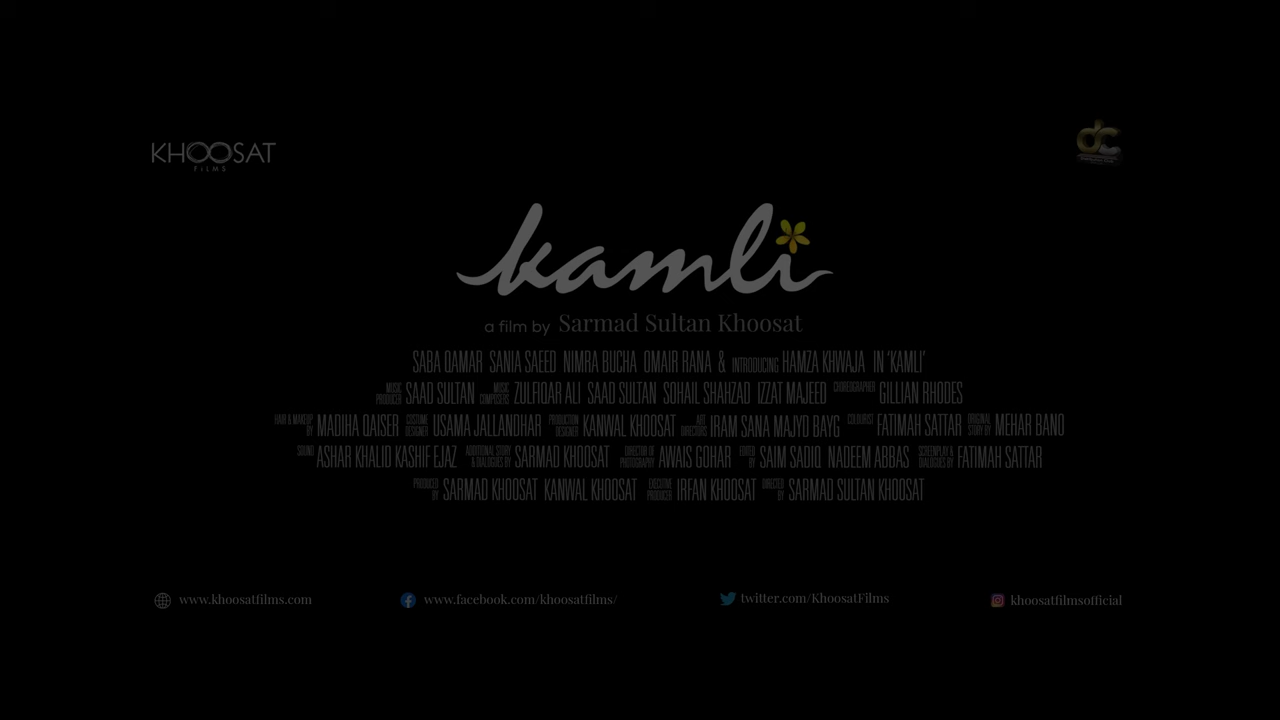 KHOOSAT
FILMS
dc
kamli
a film by Sarmad Sultan Khoosat
SABA QAMAR SANIA SAEED NIMRA BUCHA OMAIR RANA & INTRODUCING HAMZA KHWAJA IN 'KAMLI'
MUSIC PRODUCER SAAD SULTAN MUSIC COMPOSERS ZULFIQAR ALI SAAD SULTAN SOHAIL SHAHZAD IZZAT MAJEED CHOREOGRAPHER GILLIAN RHODES
HAIR & MAKEUP BY MADIHA QAISER COSTUME DESIGNER USAMA JALLANDHAR PRODUCTION DESIGNER KANWAL KHOOSAT ART DIRECTORS IRAM SANA MAJYD BAYG COLOURIST FATIMAH SATTAR ORIGINAL STORY BY MEHAR BANO
SOUND ASHAR KHALID KASHIF EJAZ ADDITIONAL STORY & DIALOGUES BY SARMAD KHOOSAT DIRECTOR OF PHOTOGRAPHY AWAIS GOHAR EDITED BY SAIM SADIQ NADEEM ABBAS SCREENPLAY & DIALOGUES BY FATIMAH SATTAR
PRODUCED BY SARMAD KHOOSAT KANWAL KHOOSAT EXECUTIVE PRODUCER IRFAN KHOOSAT DIRECTED BY SARMAD SULTAN KHOOSAT
www.khoosatfilms.com
www.facebook.com/khoosatfilms/
twitter.com/KhoosatFilms
khoosatfilmsofficial